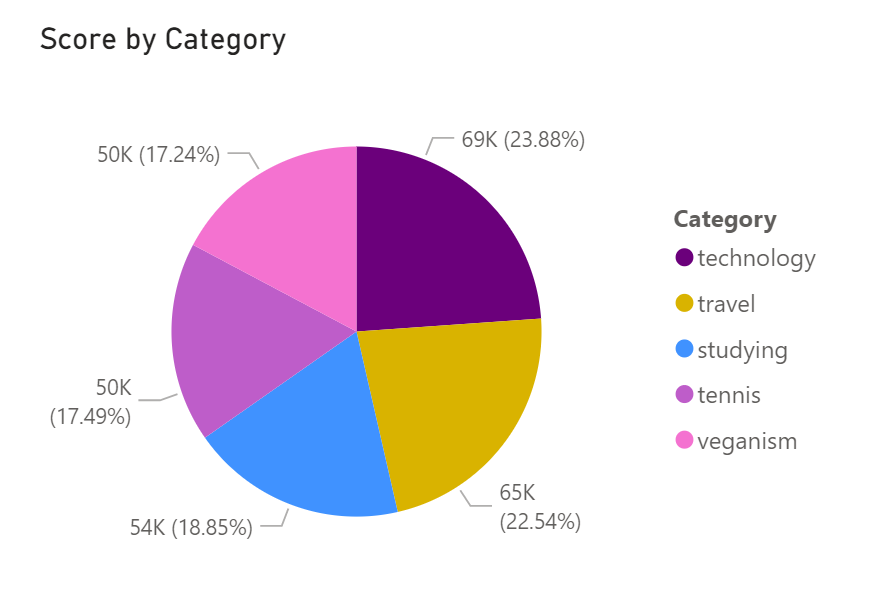 Score by Category
50K (17.24%)
69K (23.88%)
Category
technology
travel
studying
tennis
veganism
50K
(17.49%)
65K
(22.54%)
54K (18.85%)